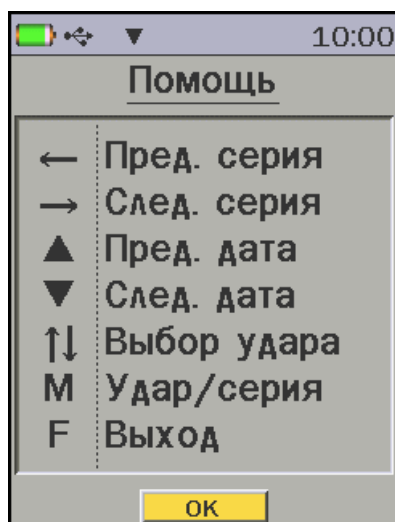 10:00
Помощь
← Пред. серия
→ След. серия
▲ Пред. дата
▼ След. дата
↑↓ Выбор удара
M Удар/серия
F Выход
OK